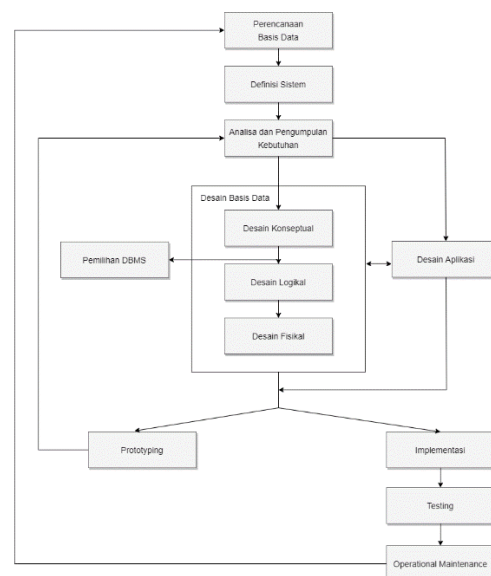 Perencanaan
Basis Data
Definisi Sistem
Analisa dan Pengumpulan
Kebutuhan
Desain Basis Data
Desain Konseptual
Pemilihan DBMS
Desain Aplikasi
Desain Logikal
Desain Fisikal
Prototyping
Implementasi
Testing
Operational Maintenance